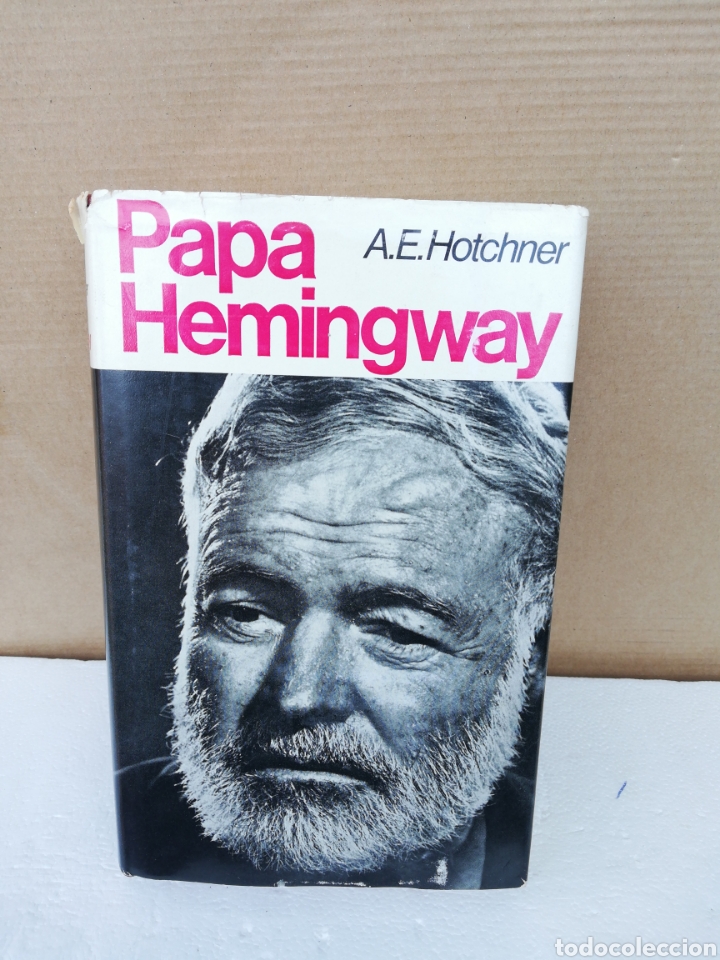 Papa
A.E.Hotchner
Hemingway
todocoleccion